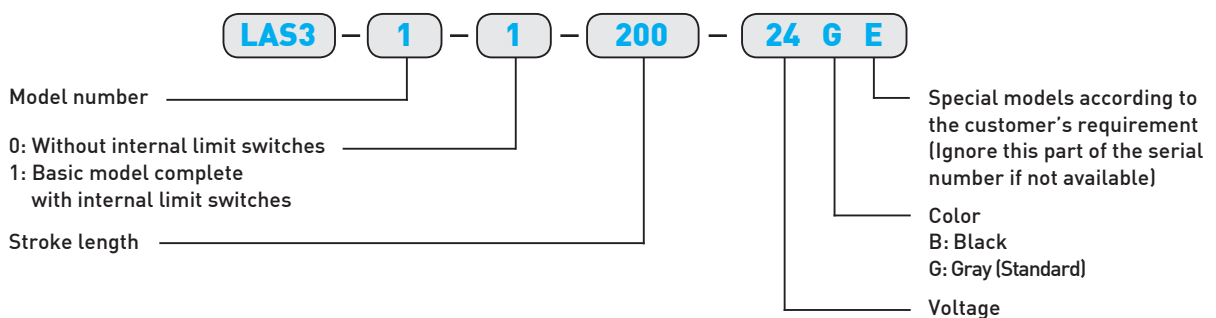 LAS3 – 1 – 1 – 200 – 24 G E
Model number
0: Without internal limit switches
1: Basic model complete
with internal limit switches
Stroke length
Special models according to
the customer's requirement
(Ignore this part of the serial
number if not available)
Color
B: Black
G: Gray (Standard)
Voltage